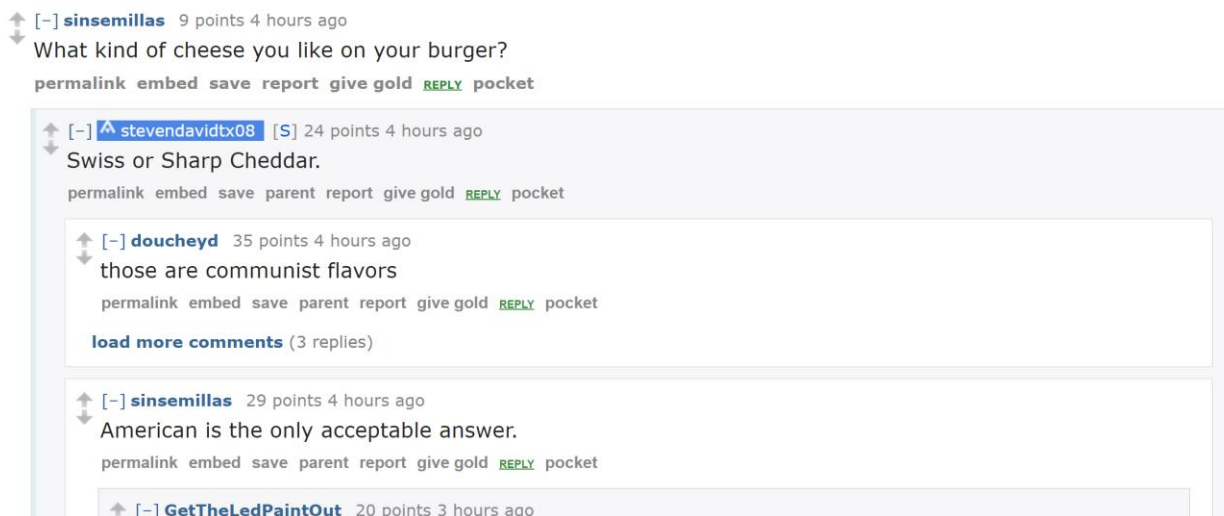 [–] sinsemillas 9 points 4 hours ago
What kind of cheese you like on your burger?
permalink embed save report give gold REPLY pocket
[–] stevendavidtx08 [S] 24 points 4 hours ago
Swiss or Sharp Cheddar.
permalink embed save parent report give gold REPLY pocket
[–] doucheyd 35 points 4 hours ago
those are communist flavors
permalink embed save parent report give gold REPLY pocket
load more comments (3 replies)
[–] sinsemillas 29 points 4 hours ago
American is the only acceptable answer.
permalink embed save parent report give gold REPLY pocket
[–] GetTheLedPaintOut 20 points 3 hours ago